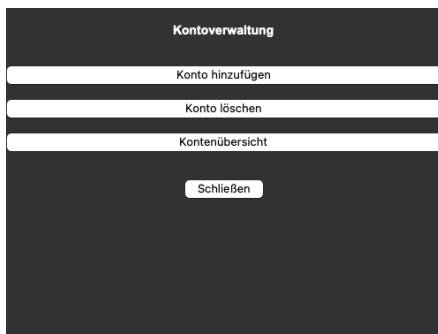 Kontoverwaltung
Konto hinzufügen
Konto löschen
Kontenübersicht
Schließen